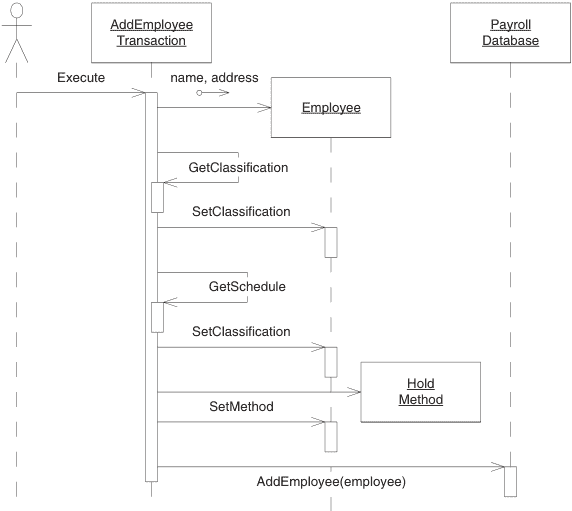 AddEmployee
Transaction
Payroll
Database
Execute
name, address
Employee
GetClassification
SetClassification
GetSchedule
SetClassification
Hold
Method
SetMethod
AddEmployee(employee)